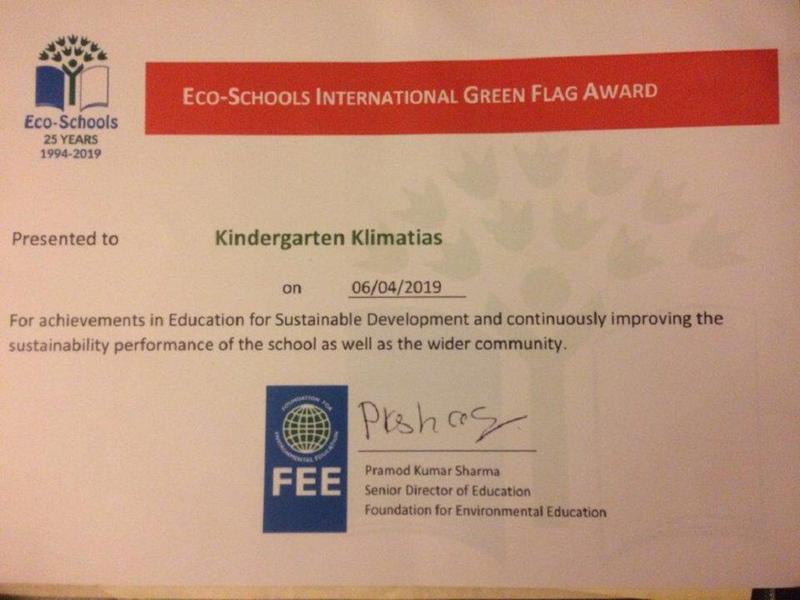 Eco-Schools
25 YEARS
1994-2019
ECO-SCHOOLS INTERNATIONAL GREEN FLAG AWARD
Presented to Kindergarten Klimatias
on 06/04/2019
For achievements in Education for Sustainable Development and continuously improving the
sustainability performance of the school as well as the wider community.
FOUNDATION FOR
ENVIRONMENTAL EDUCATION
FEE
Pramod Kumar Sharma
Senior Director of Education
Foundation for Environmental Education